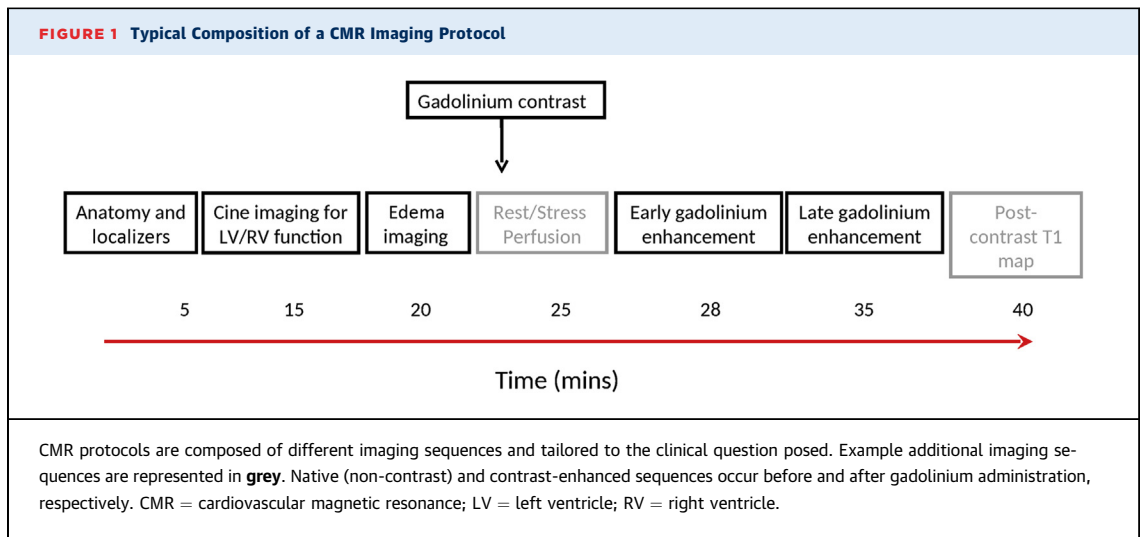 FIGURE 1 Typical Composition of a CMR Imaging Protocol
Gadolinium contrast
Anatomy and
localizers
Cine imaging for
LV/RV function
Edema
imaging
Rest/Stress
Perfusion
Early gadolinium
enhancement
Late gadolinium
enhancement
Post-
contrast T1
map
5 15 20 25 28 35 40
Time (mins)
CMR protocols are composed of different imaging sequences and tailored to the clinical question posed. Example additional imaging se-
quences are represented in grey. Native (non-contrast) and contrast-enhanced sequences occur before and after gadolinium administration,
respectively. CMR = cardiovascular magnetic resonance; LV = left ventricle; RV = right ventricle.